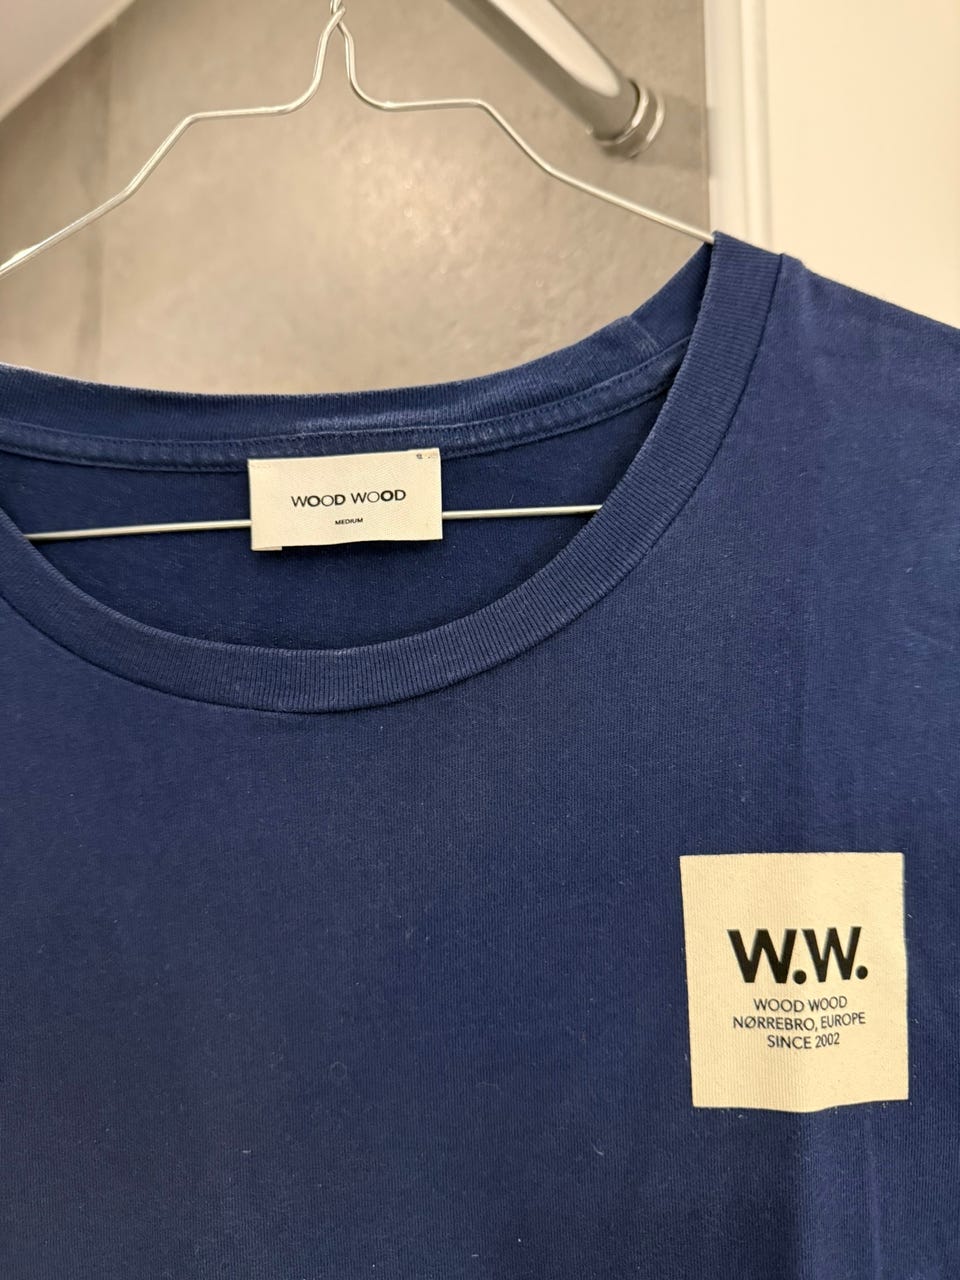 WOOD WOOD
MEDIUM
W.W.
WOOD WOOD
NØRREBRO, EUROPE
SINCE 2002